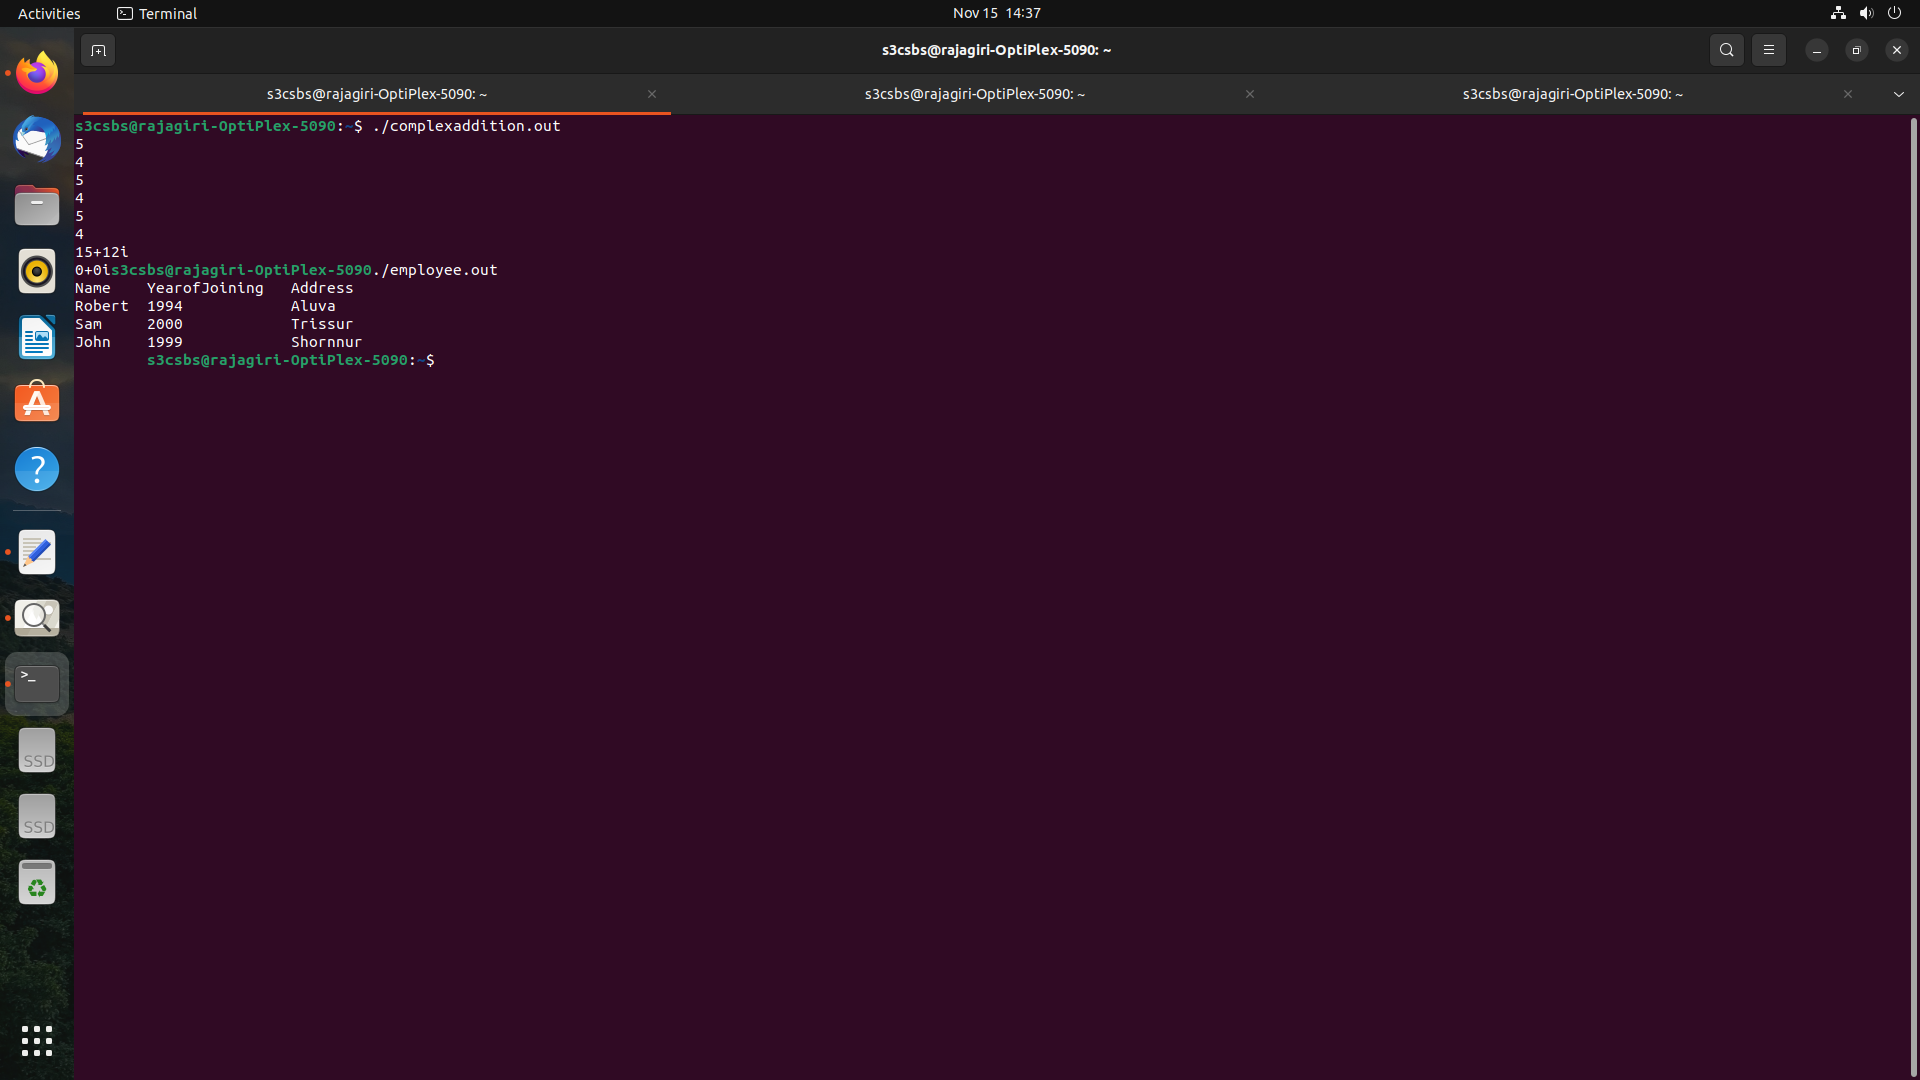 Activities Terminal Nov 15 14:37
s3csbs@rajagiri-OptiPlex-5090: ~
s3csbs@rajagiri-OptiPlex-5090: ~ s3csbs@rajagiri-OptiPlex-5090: ~ s3csbs@rajagiri-OptiPlex-5090: ~
s3csbs@rajagiri-OptiPlex-5090:~$ ./complexaddition.out
5
4
5
4
5
4
15+12i
0+0is3csbs@rajagiri-OptiPlex-5090./employee.out
Name YearofJoining Address
Robert 1994 Aluva
Sam 2000 Trissur
John 1999 Shornnur
s3csbs@rajagiri-OptiPlex-5090:~$
>_
SSD
SSD